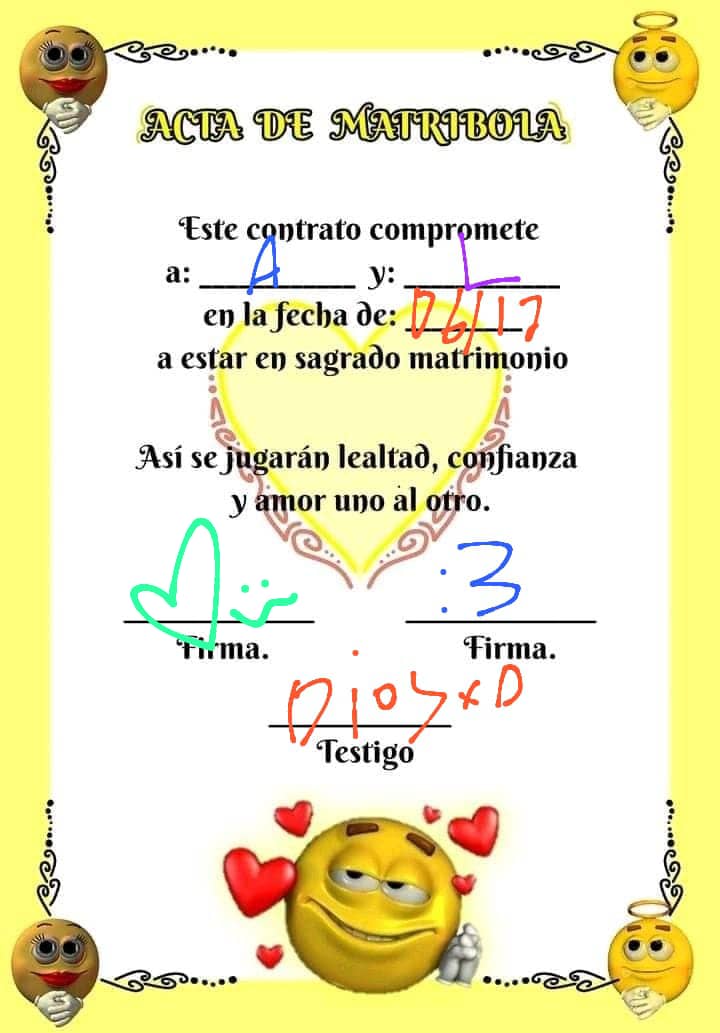 ACTA DE MATRIBOLA
Este contrato compromete
a: A y: L
en la fecha de: 06/17
a estar en sagrado matrimonio
Así se jugarán lealtad, confianza
y amor uno al otro.
:3
Firma. Firma.
Dios xD
Testigo